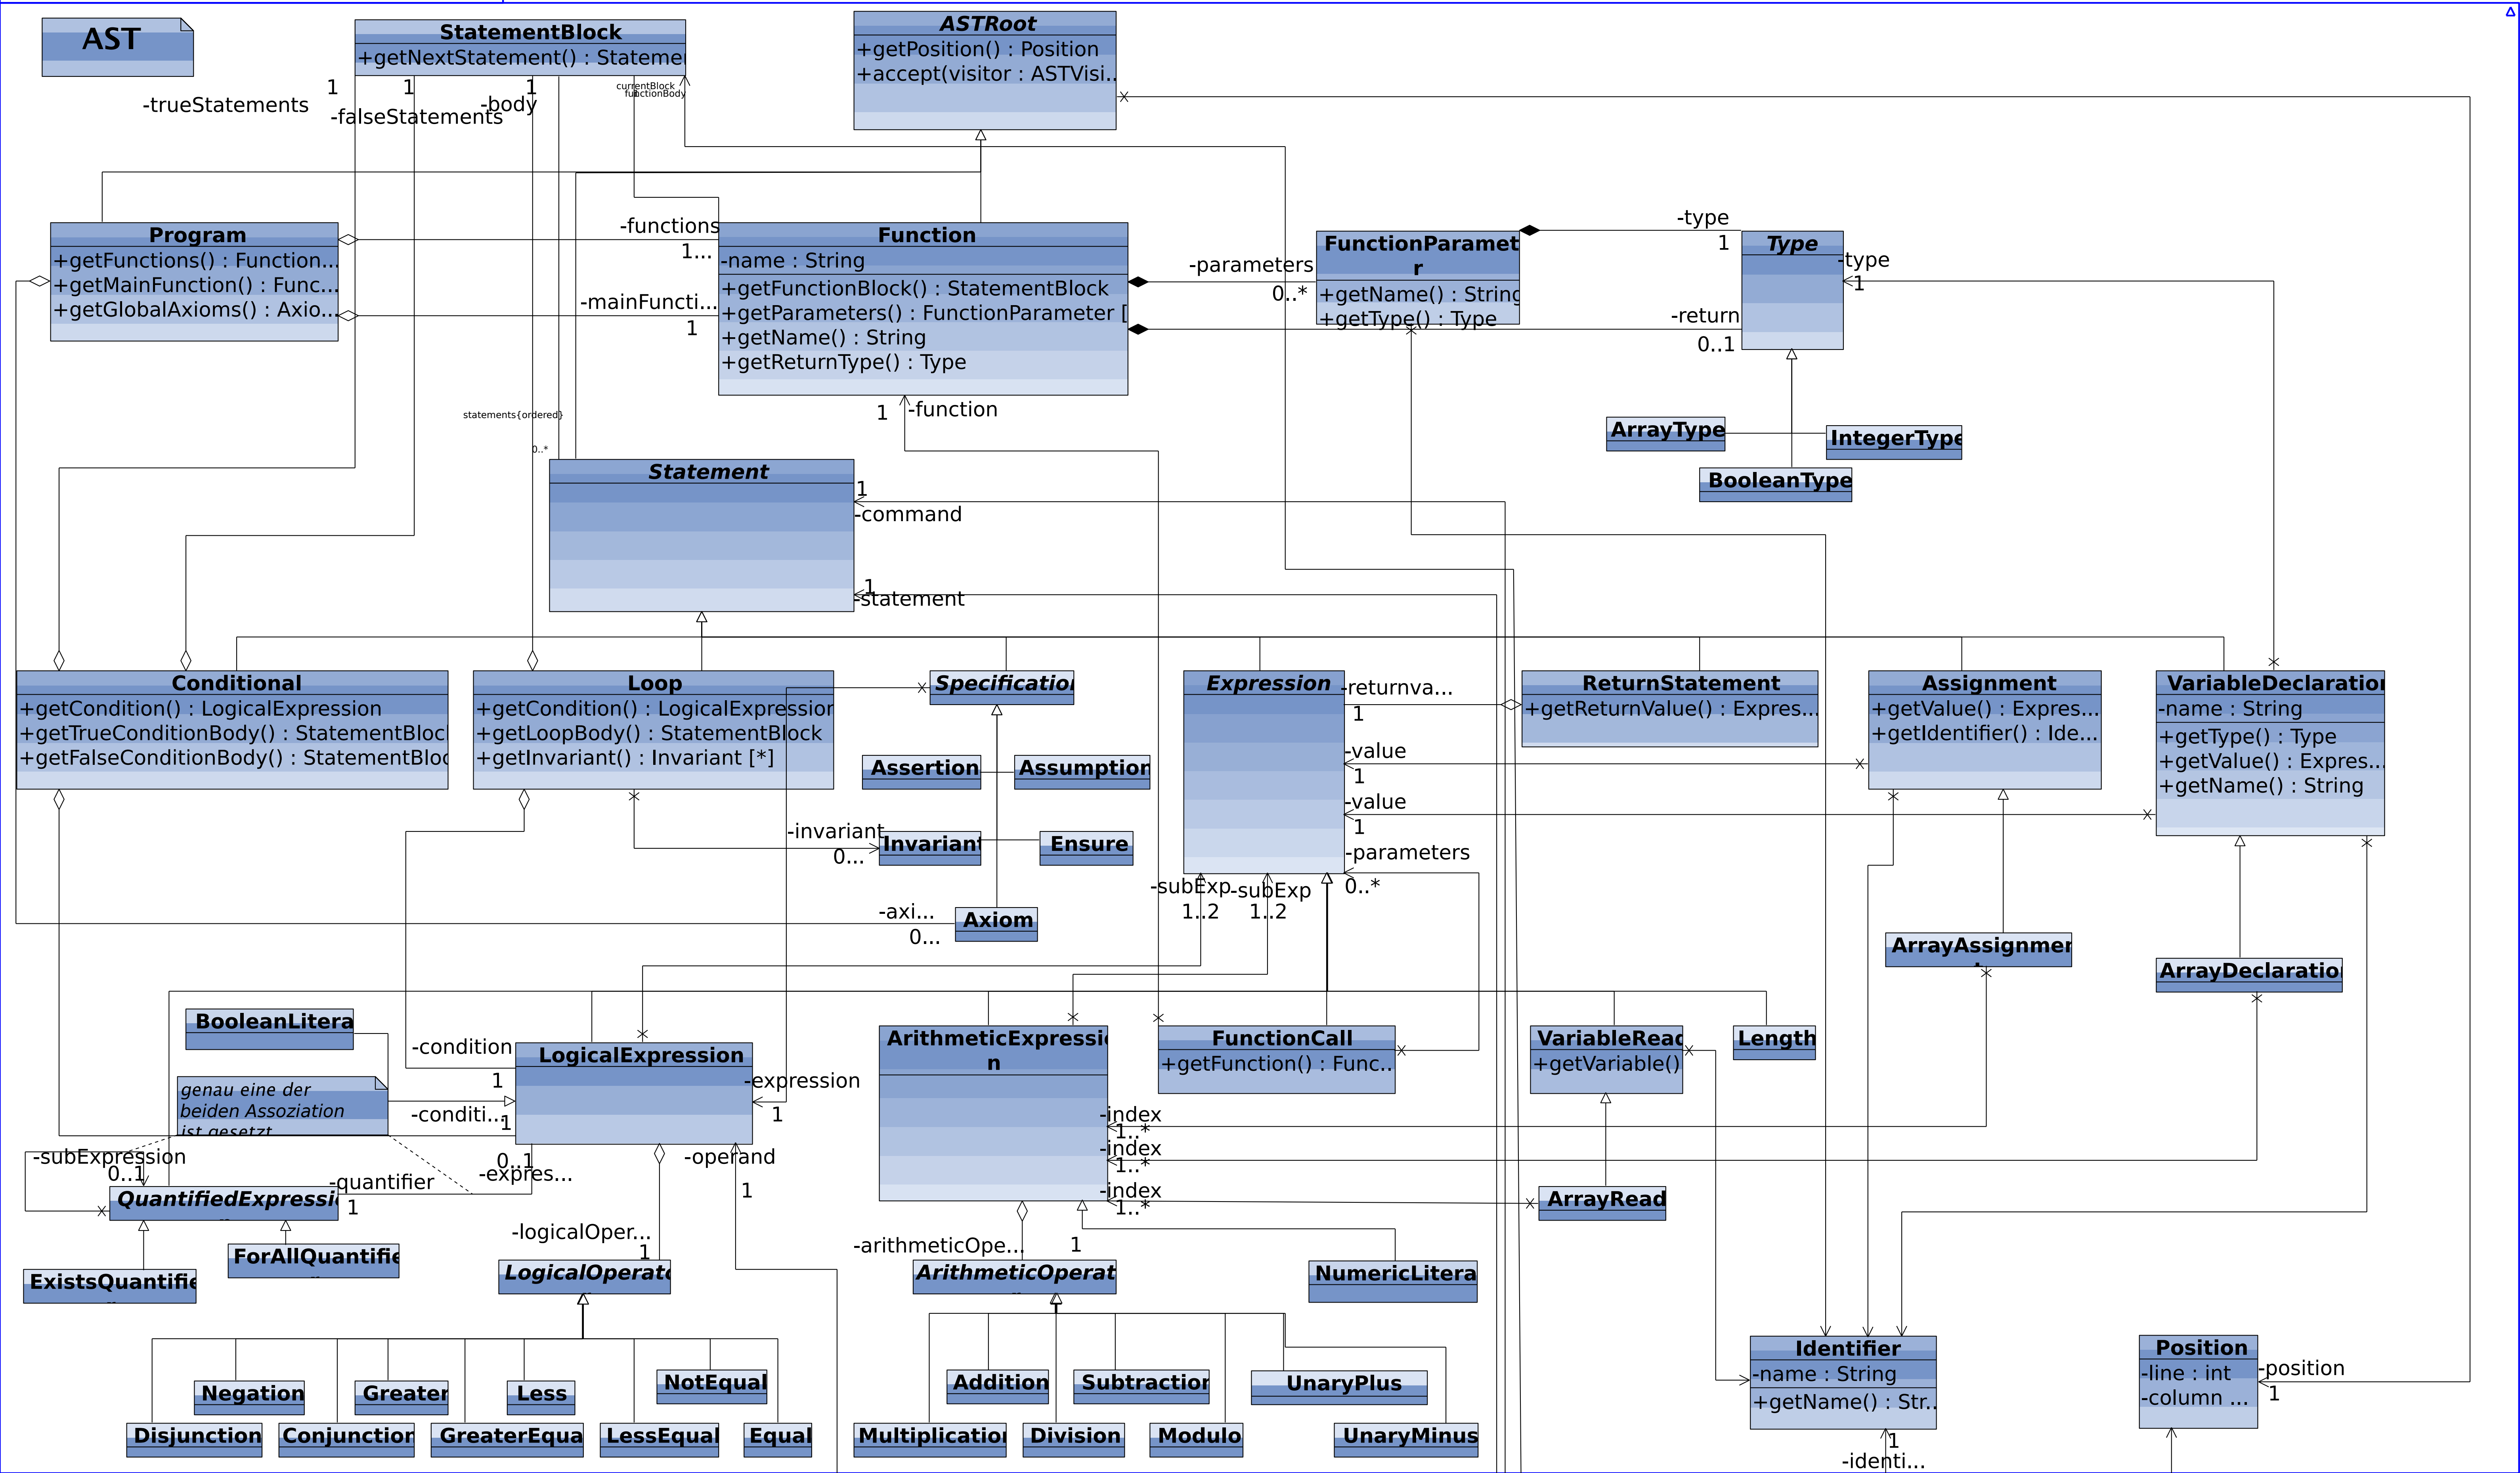 AST
StatementBlock
+getNextStatement() : Stateme
ASTRoot
+getPosition() : Position
+accept(visitor : ASTVisi...
1
-trueStatements
1
-falseStatements
1
-body
currentBlock
functionBody
Program
+getFunctions() : Function...
+getMainFunction() : Func...
+getGlobalAxioms() : Axio...
-functions
1...
-mainFuncti...
1
Function
-name : String
+getFunctionBlock() : StatementBlock
+getParameters() : FunctionParameter [
+getName() : String
+getReturnType() : Type
-parameters
0..*
FunctionParamet
r
+getName() : String
+getType() : Type
-type
1
Type
-type
1
-return
0..1
1
-function
statements{ordered}
0..*
ArrayType
IntegerType
BooleanType
Statement
1
-command
1
-statement
Conditional
+getCondition() : LogicalExpression
+getTrueConditionBody() : StatementBloc
+getFalseConditionBody() : StatementBloc
Loop
+getCondition() : LogicalExpression
+getLoopBody() : StatementBlock
+getInvariant() : Invariant [*]
Specification
Assertion
Assumption
-invariant
0...
Invariant
Ensure
-axi...
0...
Axiom
Expression
-returnva...
1
-value
1
-value
1
-parameters
0..*
-subExp
1..2
-subExp
1..2
ReturnStatement
+getReturnValue() : Expres...
Assignment
+getValue() : Expres...
+getIdentifier() : Ide...
VariableDeclaration
-name : String
+getType() : Type
+getValue() : Expres...
+getName() : String
ArrayAssignmen
ArrayDeclaratio
BooleanLitera
genau eine der
beiden Assoziation
ist gesetzt
-condition
1
-conditi...
1
LogicalExpression
-expression
1
ArithmeticExpressio
n
FunctionCall
+getFunction() : Func..
VariableRead
+getVariable()
Length
-index
1..*
-index
1..*
-index
1..*
ArrayRead
-subExpression
0..1
QuantifiedExpressi
-quantifier
1
0..1
-expres...
-operand
1
ExistsQuantifie
ForAllQuantifie
-logicalOper...
1
LogicalOperato
-arithmeticOpe...
1
ArithmeticOperat
NumericLitera
Negation
Greater
Less
NotEqual
Disjunction
Conjunction
GreaterEqua
LessEqual
Equal
Addition
Subtraction
UnaryPlus
Multiplication
Division
Modulo
UnaryMinus
Identifier
-name : String
+getName() : Str..
1
-identi...
Position
-line : int
-column ...
-position
1